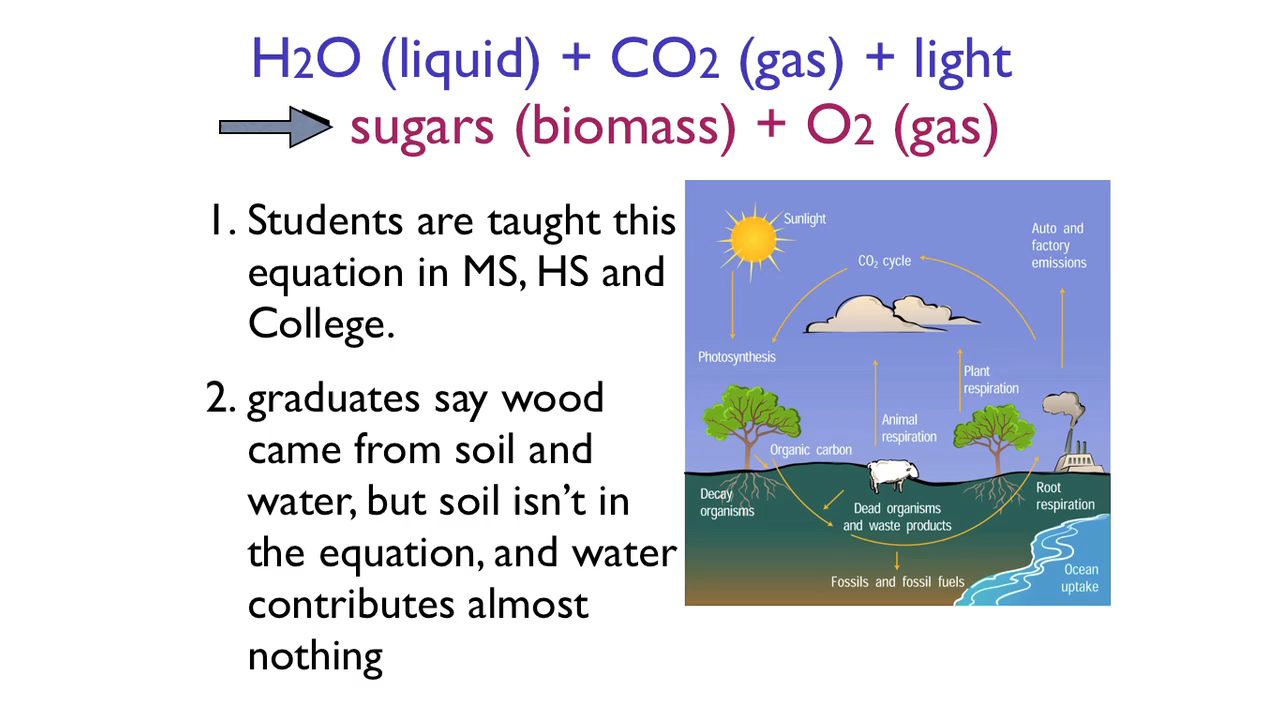 H2O (liquid) + CO2 (gas) + light
sugars (biomass) + O2 (gas)
1. Students are taught this
equation in MS, HS and
College.
2. graduates say wood
came from soil and
water, but soil isn't in
the equation, and water
contributes almost
nothing
Sunlight
Auto and
factory
emissions
CO2 cycle
Photosynthesis
Plant
respiration
Animal
respiration
Organic carbon
Decay
organisms
Dead organisms
and waste products
Root
respiration
Fossils and fossil fuels
Ocean
uptake